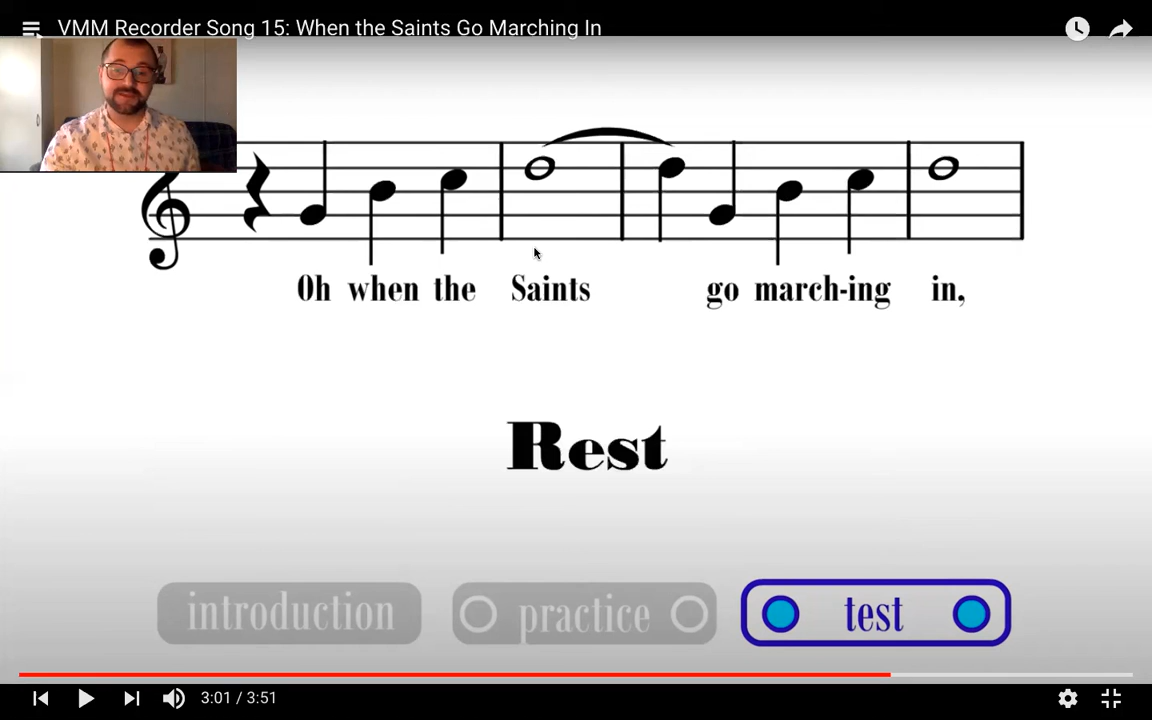 VMM Recorder Song 15: When the Saints Go Marching In
Oh when the Saints go march-ing in,
Rest
introduction practice test
3:01 / 3:51